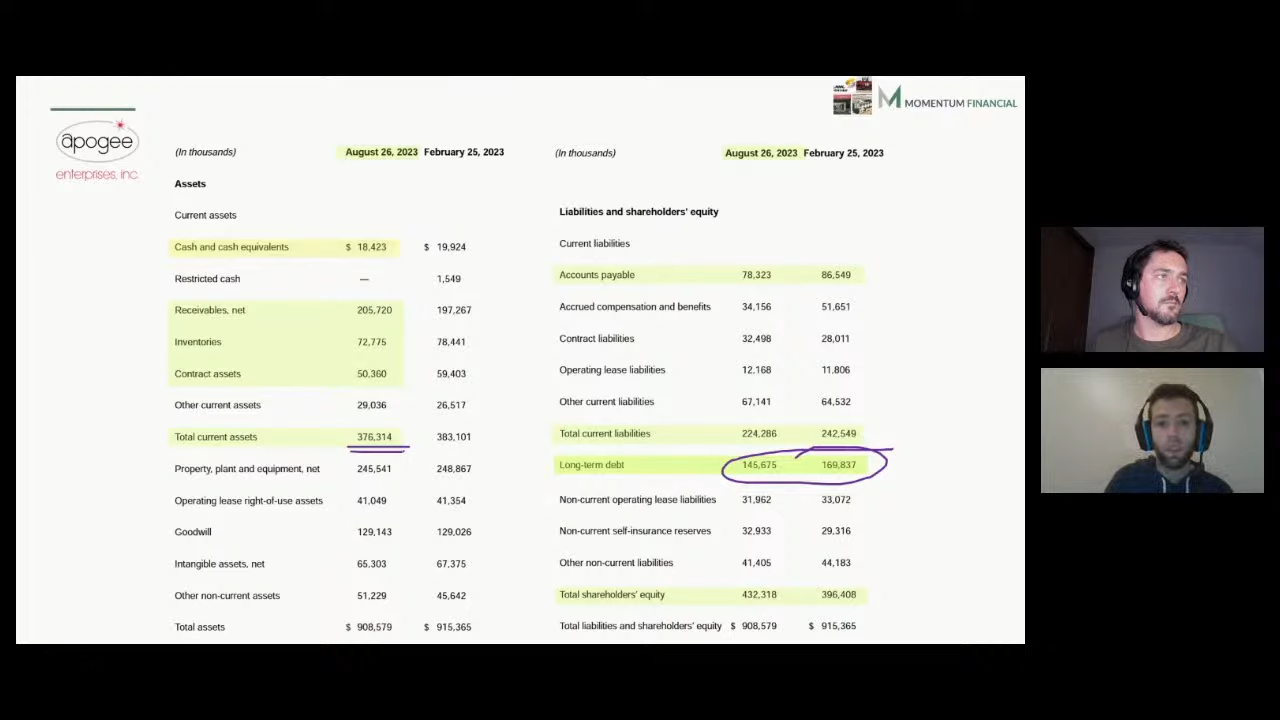 MOMENTUM FINANCIAL
apogee
enterprises, inc.
(In thousands) August 26, 2023 February 25, 2023
Assets
Current assets
Cash and cash equivalents $ 18,423 $ 19,924
Restricted cash — 1,549
Receivables, net 205,720 197,267
Inventories 72,775 78,441
Contract assets 50,360 59,403
Other current assets 29,036 26,517
Total current assets 376,314 383,101
Property, plant and equipment, net 245,541 248,867
Operating lease right-of-use assets 41,049 41,354
Goodwill 129,143 129,026
Intangible assets, net 65,303 67,375
Other non-current assets 51,229 45,642
Total assets $ 908,579 $ 915,365
(In thousands) August 26, 2023 February 25, 2023
Liabilities and shareholders' equity
Current liabilities
Accounts payable 78,323 86,549
Accrued compensation and benefits 34,156 51,651
Contract liabilities 32,498 28,011
Operating lease liabilities 12,168 11,806
Other current liabilities 67,141 64,532
Total current liabilities 224,286 242,549
Long-term debt 145,675 169,837
Non-current operating lease liabilities 31,962 33,072
Non-current self-insurance reserves 32,933 29,316
Other non-current liabilities 41,405 44,183
Total shareholders' equity 432,318 396,408
Total liabilities and shareholders' equity $ 908,579 $ 915,365